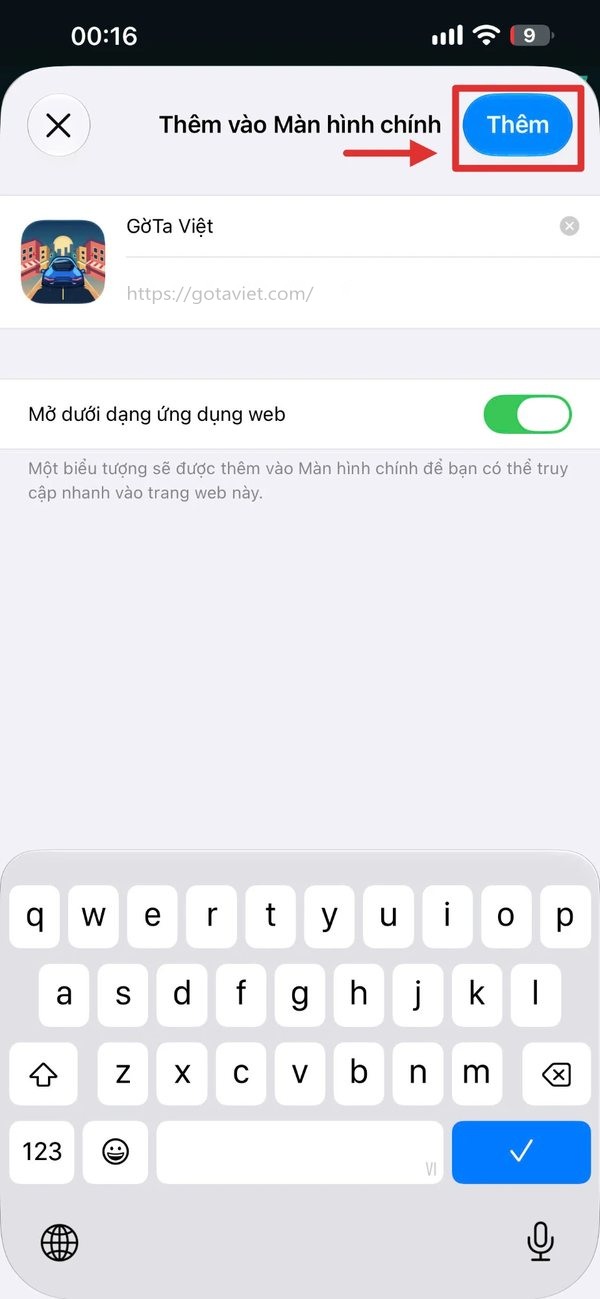 00:16
9
Thêm vào Màn hình chính
Thêm
GờTa Việt
https://gotaviet.com/
Mở dưới dạng ứng dụng web
Một biểu tượng sẽ được thêm vào Màn hình chính để bạn có thể truy
cập nhanh vào trang web này.
q w e r t y u i o p
a s d f g h j k l
z x c v b n m
123
VI